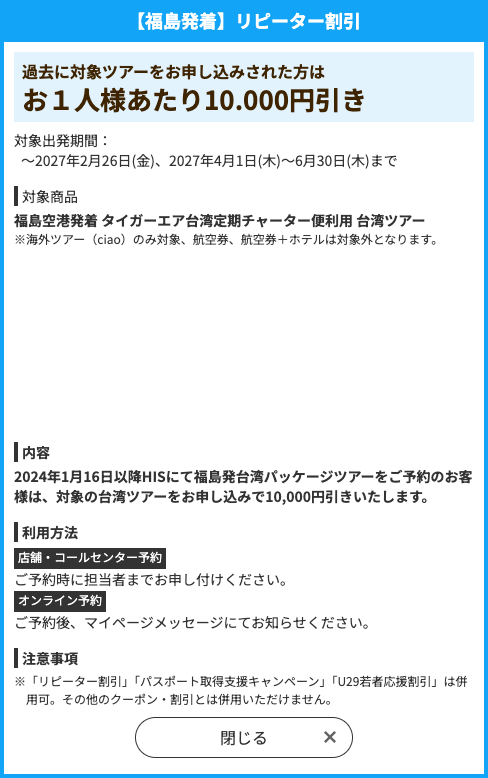 【福島発着】リピーター割引
過去に対象ツアーをお申し込みされた方は
お１人様あたり10.000円引き
対象出発期間：
～2027年2月26日(金)、2027年4月1日(木)～6月30日(木)まで
対象商品
福島空港発着 タイガーエア台湾定期チャーター便利用 台湾ツアー
※海外ツアー（ciao）のみ対象、航空券、航空券＋ホテルは対象外となります。
内容
2024年1月16日以降HISにて福島発台湾パッケージツアーをご予約のお客
様は、対象の台湾ツアーをお申し込みで10,000円引きいたします。
利用方法
店舗・コールセンター予約
ご予約時に担当者までお申し付けください。
オンライン予約
ご予約後、マイページメッセージにてお知らせください。
注意事項
※「リピーター割引」「パスポート取得支援キャンペーン」「U29若者応援割引」は併
用可。その他のクーポン・割引とは併用いただけません。
閉じる ×